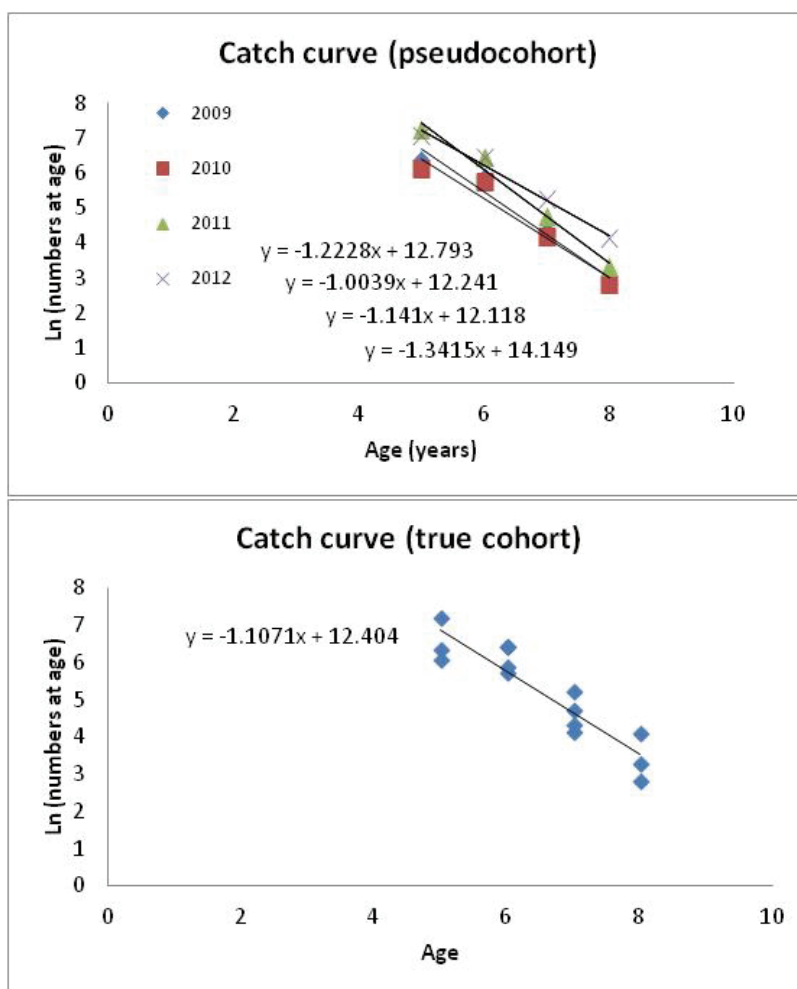 Catch curve (pseudocohort)
Ln (numbers at age)
8
7
6
5
4
3
2
1
0
2009
2010
2011
2012
y = -1.2228x + 12.793
y = -1.0039x + 12.241
y = -1.141x + 12.118
y = -1.3415x + 14.149
0 2 4 6 8 10
Age (years)
Catch curve (true cohort)
Ln (numbers at age)
8
7
6
5
4
3
2
1
0
y = -1.1071x + 12.404
0 2 4 6 8 10
Age